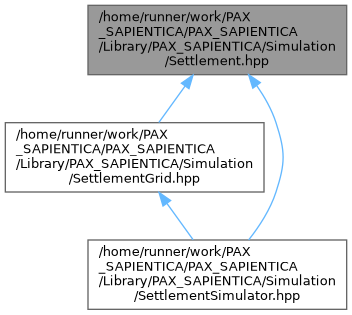 /home/runner/work/PAX
_SAPIENTICA/PAX_SAPIENTICA
/Library/PAX_SAPIENTICA/Simulation
/Settlement.hpp
/home/runner/work/PAX
_SAPIENTICA/PAX_SAPIENTICA
/Library/PAX_SAPIENTICA/Simulation
/SettlementGrid.hpp
/home/runner/work/PAX
_SAPIENTICA/PAX_SAPIENTICA
/Library/PAX_SAPIENTICA/Simulation
/SettlementSimulator.hpp